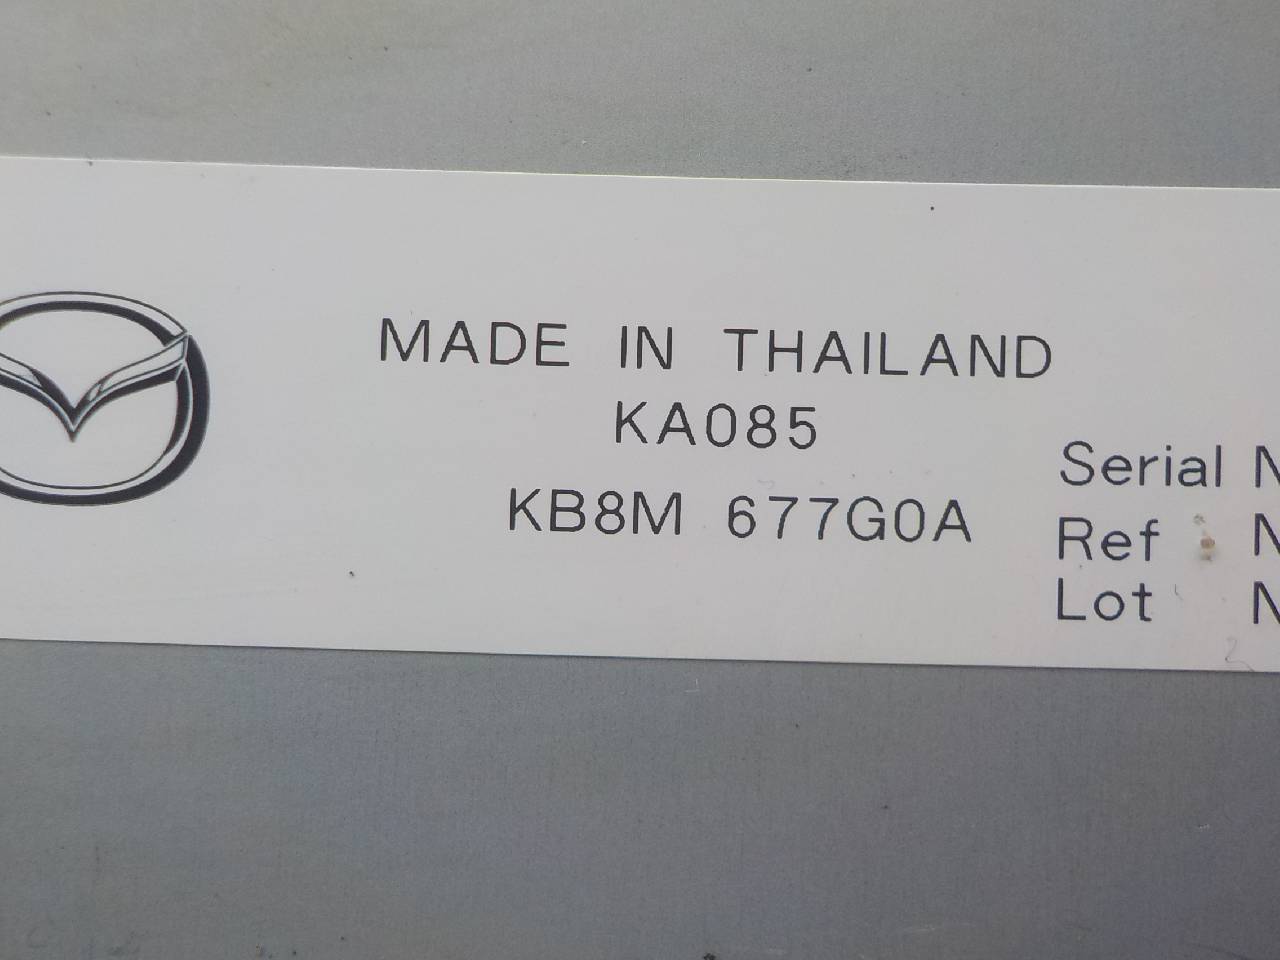 MADE IN THAILAND
KA085
KB8M 677G0A
Serial N
Ref N
Lot N